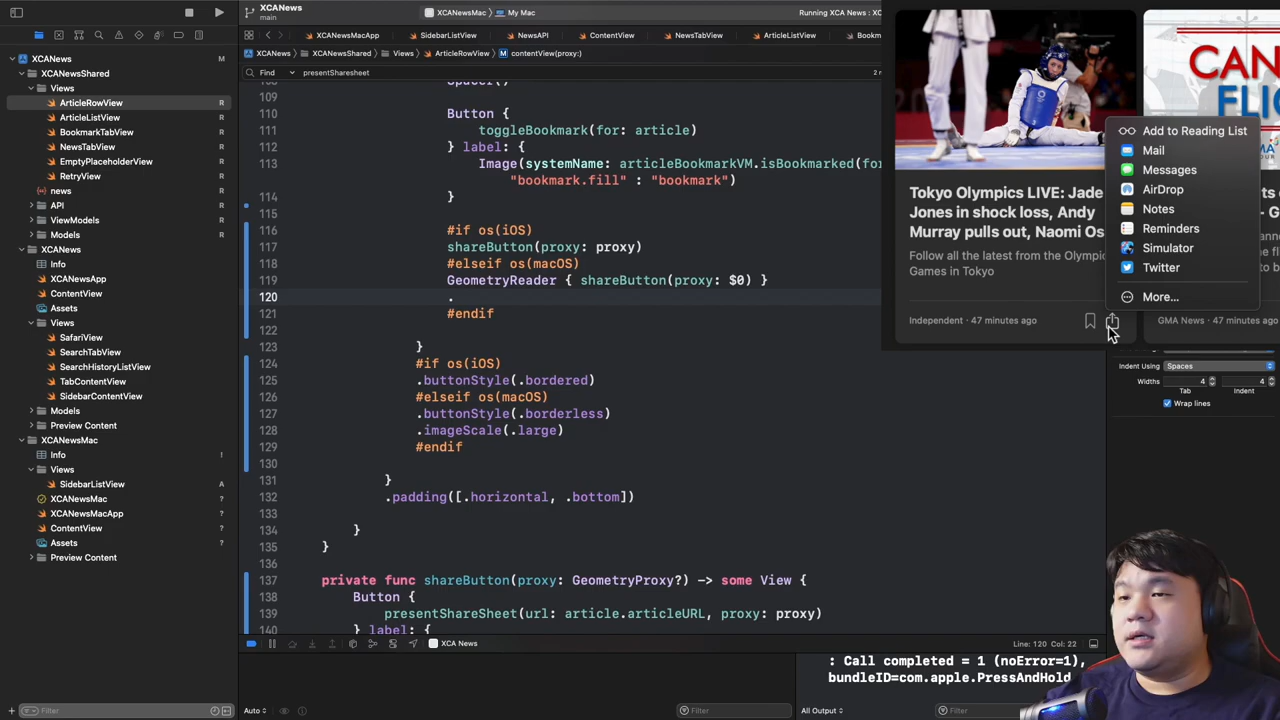 XCANews
main
XCANewsMac
My Mac
Running XCA News :
XCANewsMacApp
SidebarListView
NewsAPI
ContentView
NewsTabView
ArticleListView
Bookm
XCANews
XCANewsShared
Views
contentView(proxy:)
Find
presentSharesheet
XCANews
M
XCANewsShared
Views
ArticleRowView
R
ArticleListView
R
BookmarkTabView
R
NewsTabView
R
EmptyPlaceholderView
R
RetryView
R
news
R
API
R
ViewModels
R
Models
R
XCANews
Info
XCANewsApp
ContentView
Assets
Views
SafariView
SearchTabView
SearchHistoryListView
TabContentView
SidebarContentView
Models
Preview Content
XCANewsMac
Info
!
Views
SidebarListView
A
XCANewsMac
?
XCANewsMacApp
?
ContentView
?
Assets
?
Preview Content
?
Filter
109
110 Button {
111 toggleBookmark(for: article)
112 } label: {
113 Image(systemName: articleBookmarkVM.isBookmarked(for
"bookmark.fill" : "bookmark")
114 }
115
116 #if os(iOS)
117 shareButton(proxy: proxy)
118 #elseif os(macOS)
119 GeometryReader { shareButton(proxy: $0) }
120 .
121 #endif
122
123 }
124 #if os(iOS)
125 .buttonStyle(.bordered)
126 #elseif os(macOS)
127 .buttonStyle(.borderless)
128 .imageScale(.large)
129 #endif
130
131 }
132 .padding([.horizontal, .bottom])
133
134 }
135 }
136
137 private func shareButton(proxy: GeometryProxy?) -> some View {
138 Button {
139 presentShareSheet(url: article.articleURL, proxy: proxy)
140 } label: {
XCA News
Line: 120 Col: 22
Auto
Filter
All Output
Filter
: Call completed = 1 (noError=1),
bundleID=com.apple.PressAndHold
CAN
FLIG
Tokyo Olympics LIVE: Jade
Jones in shock loss, Andy
Murray pulls out, Naomi Os
Follow all the latest from the Olympic
Games in Tokyo
Independent · 47 minutes ago
GMA News · 47 minutes ago
Add to Reading List
Mail
Messages
AirDrop
Notes
Reminders
Simulator
Twitter
More...
Indent Using
Spaces
Widths
4
4
Tab
Indent
Wrap lines